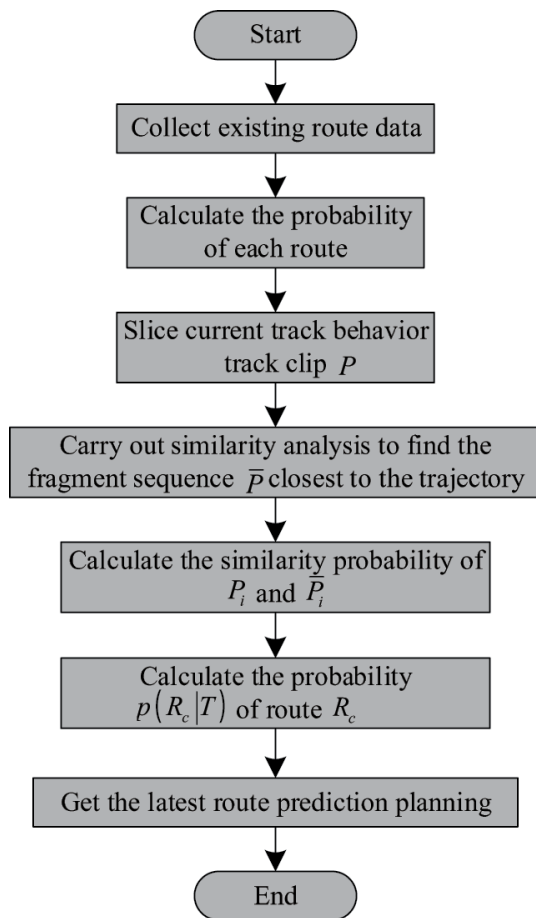 Start
Collect existing route data
Calculate the probability
of each route
Slice current track behavior
track clip P
Carry out similarity analysis to find the
fragment sequence P̅ closest to the trajectory
Calculate the similarity probability of
Pᵢ and P̅ᵢ
Calculate the probability
p(R_c|T) of route R_c
Get the latest route prediction planning
End